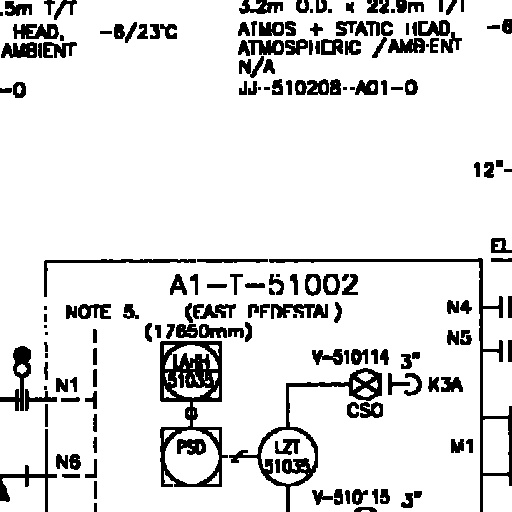 .5m T/T
3.2m O.D. x 22.9m T/T
HEAD, -6/23°C
ATMOS + STATIC HEAD, -6
AMBIENT
ATMOSPHERIC /AMBIENT
N/A
-0
JJ-510208-A01-0
12"-
EL
A1-T-51002
NOTE 5. (EAST PEDESTAL)
(17650mm)
N4
N5
LAHH
51035
V-510114 3"
K3A
CSO
N1
PSD
LZT
51035
M1
N6
V-510115 3"